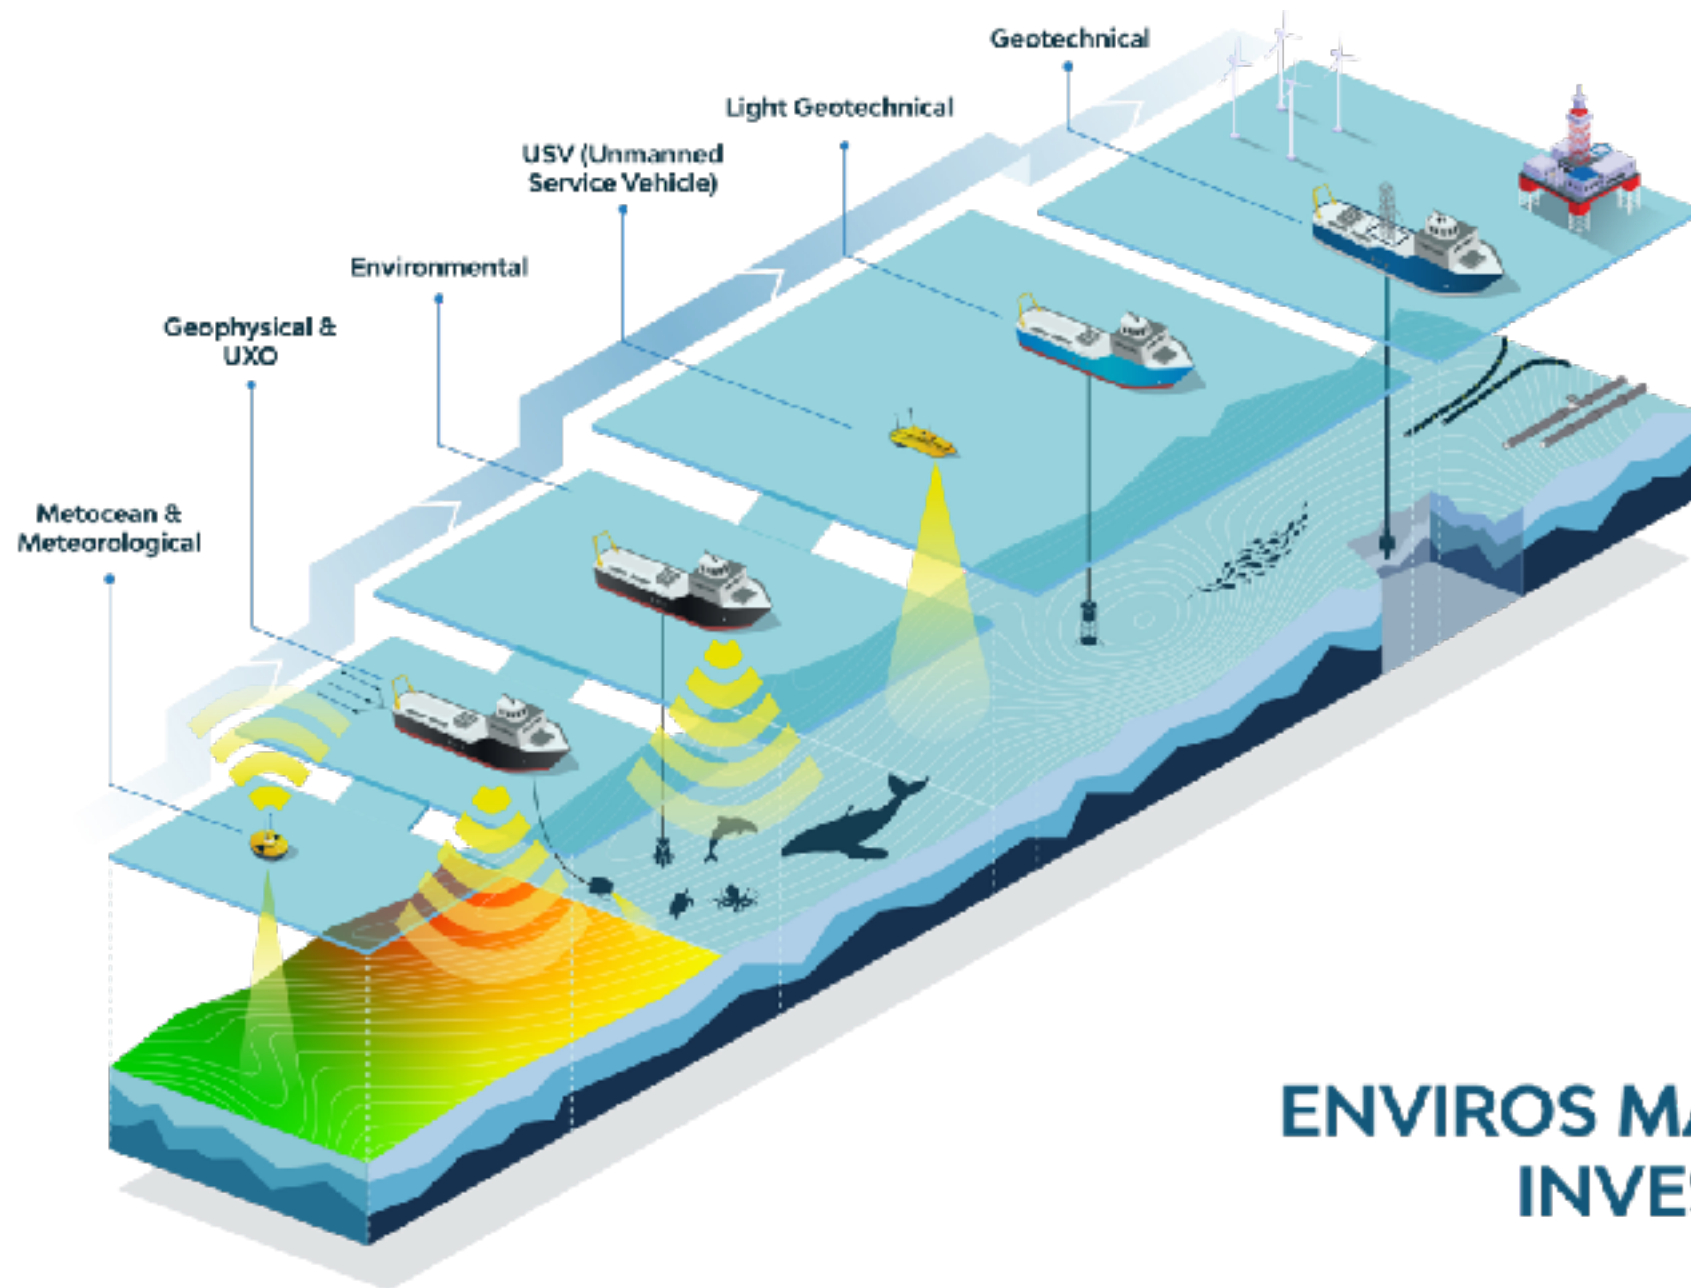 Geotechnical
Light Geotechnical
USV (Unmanned
Service Vehicle)
Environmental
Geophysical &
UXO
Metocean &
Meteorological
ENVIROS